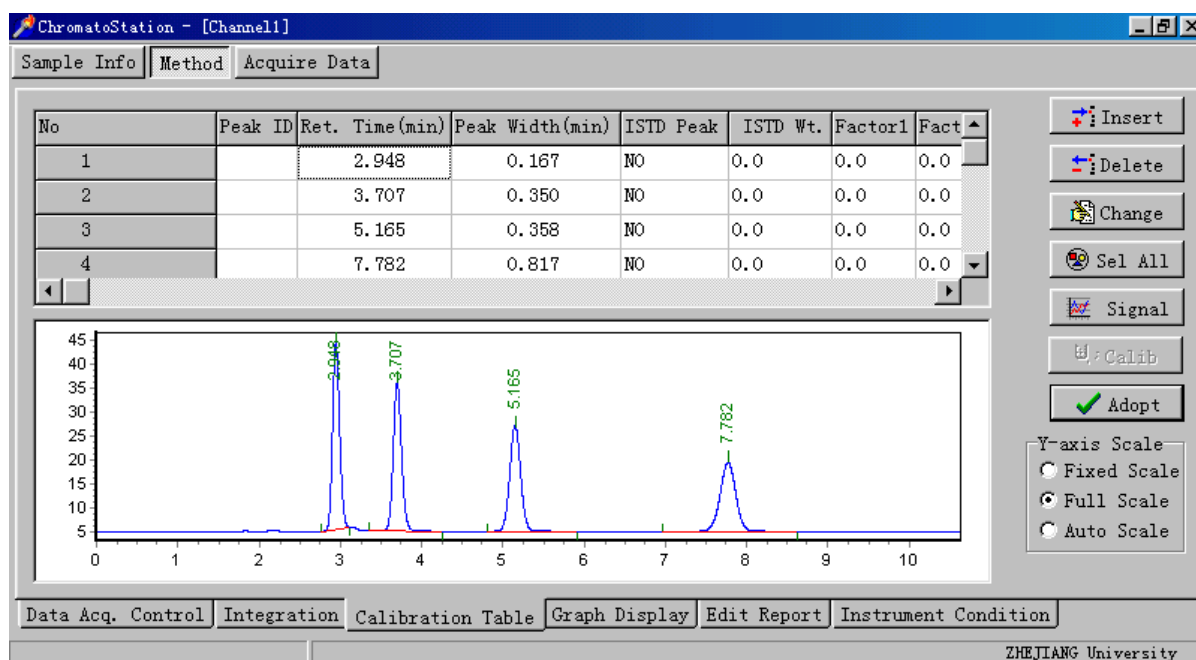 ChromatoStation - [Channel1]
Sample Info Method Acquire Data
No Peak ID Ret. Time(min) Peak Width(min) ISTD Peak ISTD Wt. Factor1 Fact
1 2.948 0.167 NO 0.0 0.0 0.0
2 3.707 0.350 NO 0.0 0.0 0.0
3 5.165 0.358 NO 0.0 0.0 0.0
4 7.782 0.817 NO 0.0 0.0 0.0
Insert
Delete
Change
Sel All
Signal
Calib
Adopt
Y-axis Scale
Fixed Scale
Full Scale
Auto Scale
45
40
35
30
25
20
15
10
5
2.948
3.707
5.165
7.782
0 1 2 3 4 5 6 7 8 9 10
Data Acq. Control Integration Calibration Table Graph Display Edit Report Instrument Condition
ZHEJIANG University